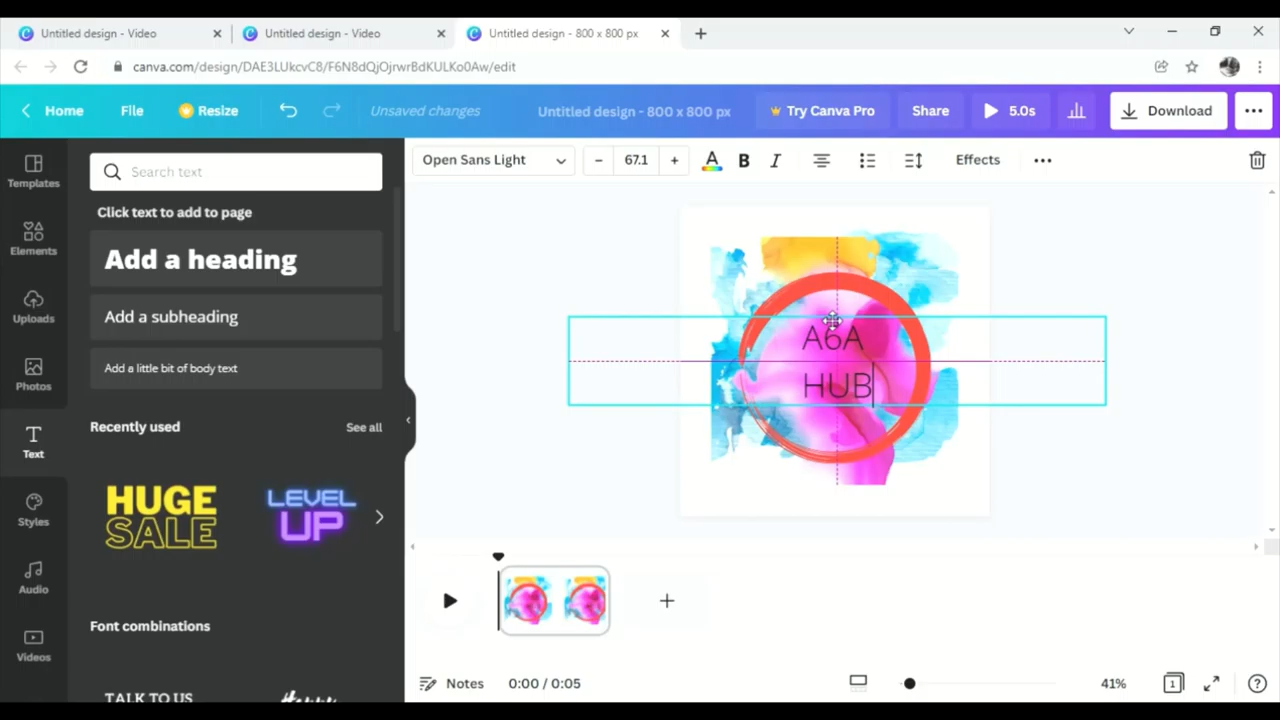 Untitled design - Video
Untitled design - Video
Untitled design - 800 x 800 px
canva.com/design/DAE3LUkcvC8/F6N8dQjOjrwrBdKULKo0Aw/edit
Home
File
Resize
Unsaved changes
Untitled design - 800 x 800 px
Try Canva Pro
Share
5.0s
Download
Templates
Elements
Uploads
Photos
Text
Styles
Audio
Videos
Search text
Click text to add to page
Add a heading
Add a subheading
Add a little bit of body text
Recently used
See all
HUGE
SALE
LEVEL
UP
Font combinations
TALK TO US
Open Sans Light
67.1
A
B
I
Effects
A6A
HUB
Notes
0:00 / 0:05
41%
1